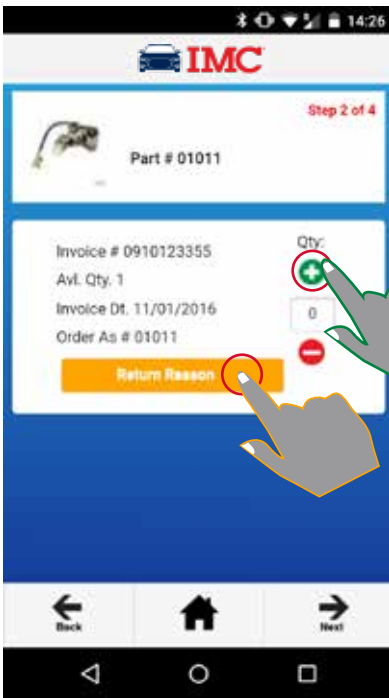 14:26
IMC
Step 2 of 4
Part # 01011
Invoice # 0910123355
Qty:
Avl. Qty. 1
Invoice Dt. 11/01/2016
0
Order As # 01011
Return Reason
Back
Next